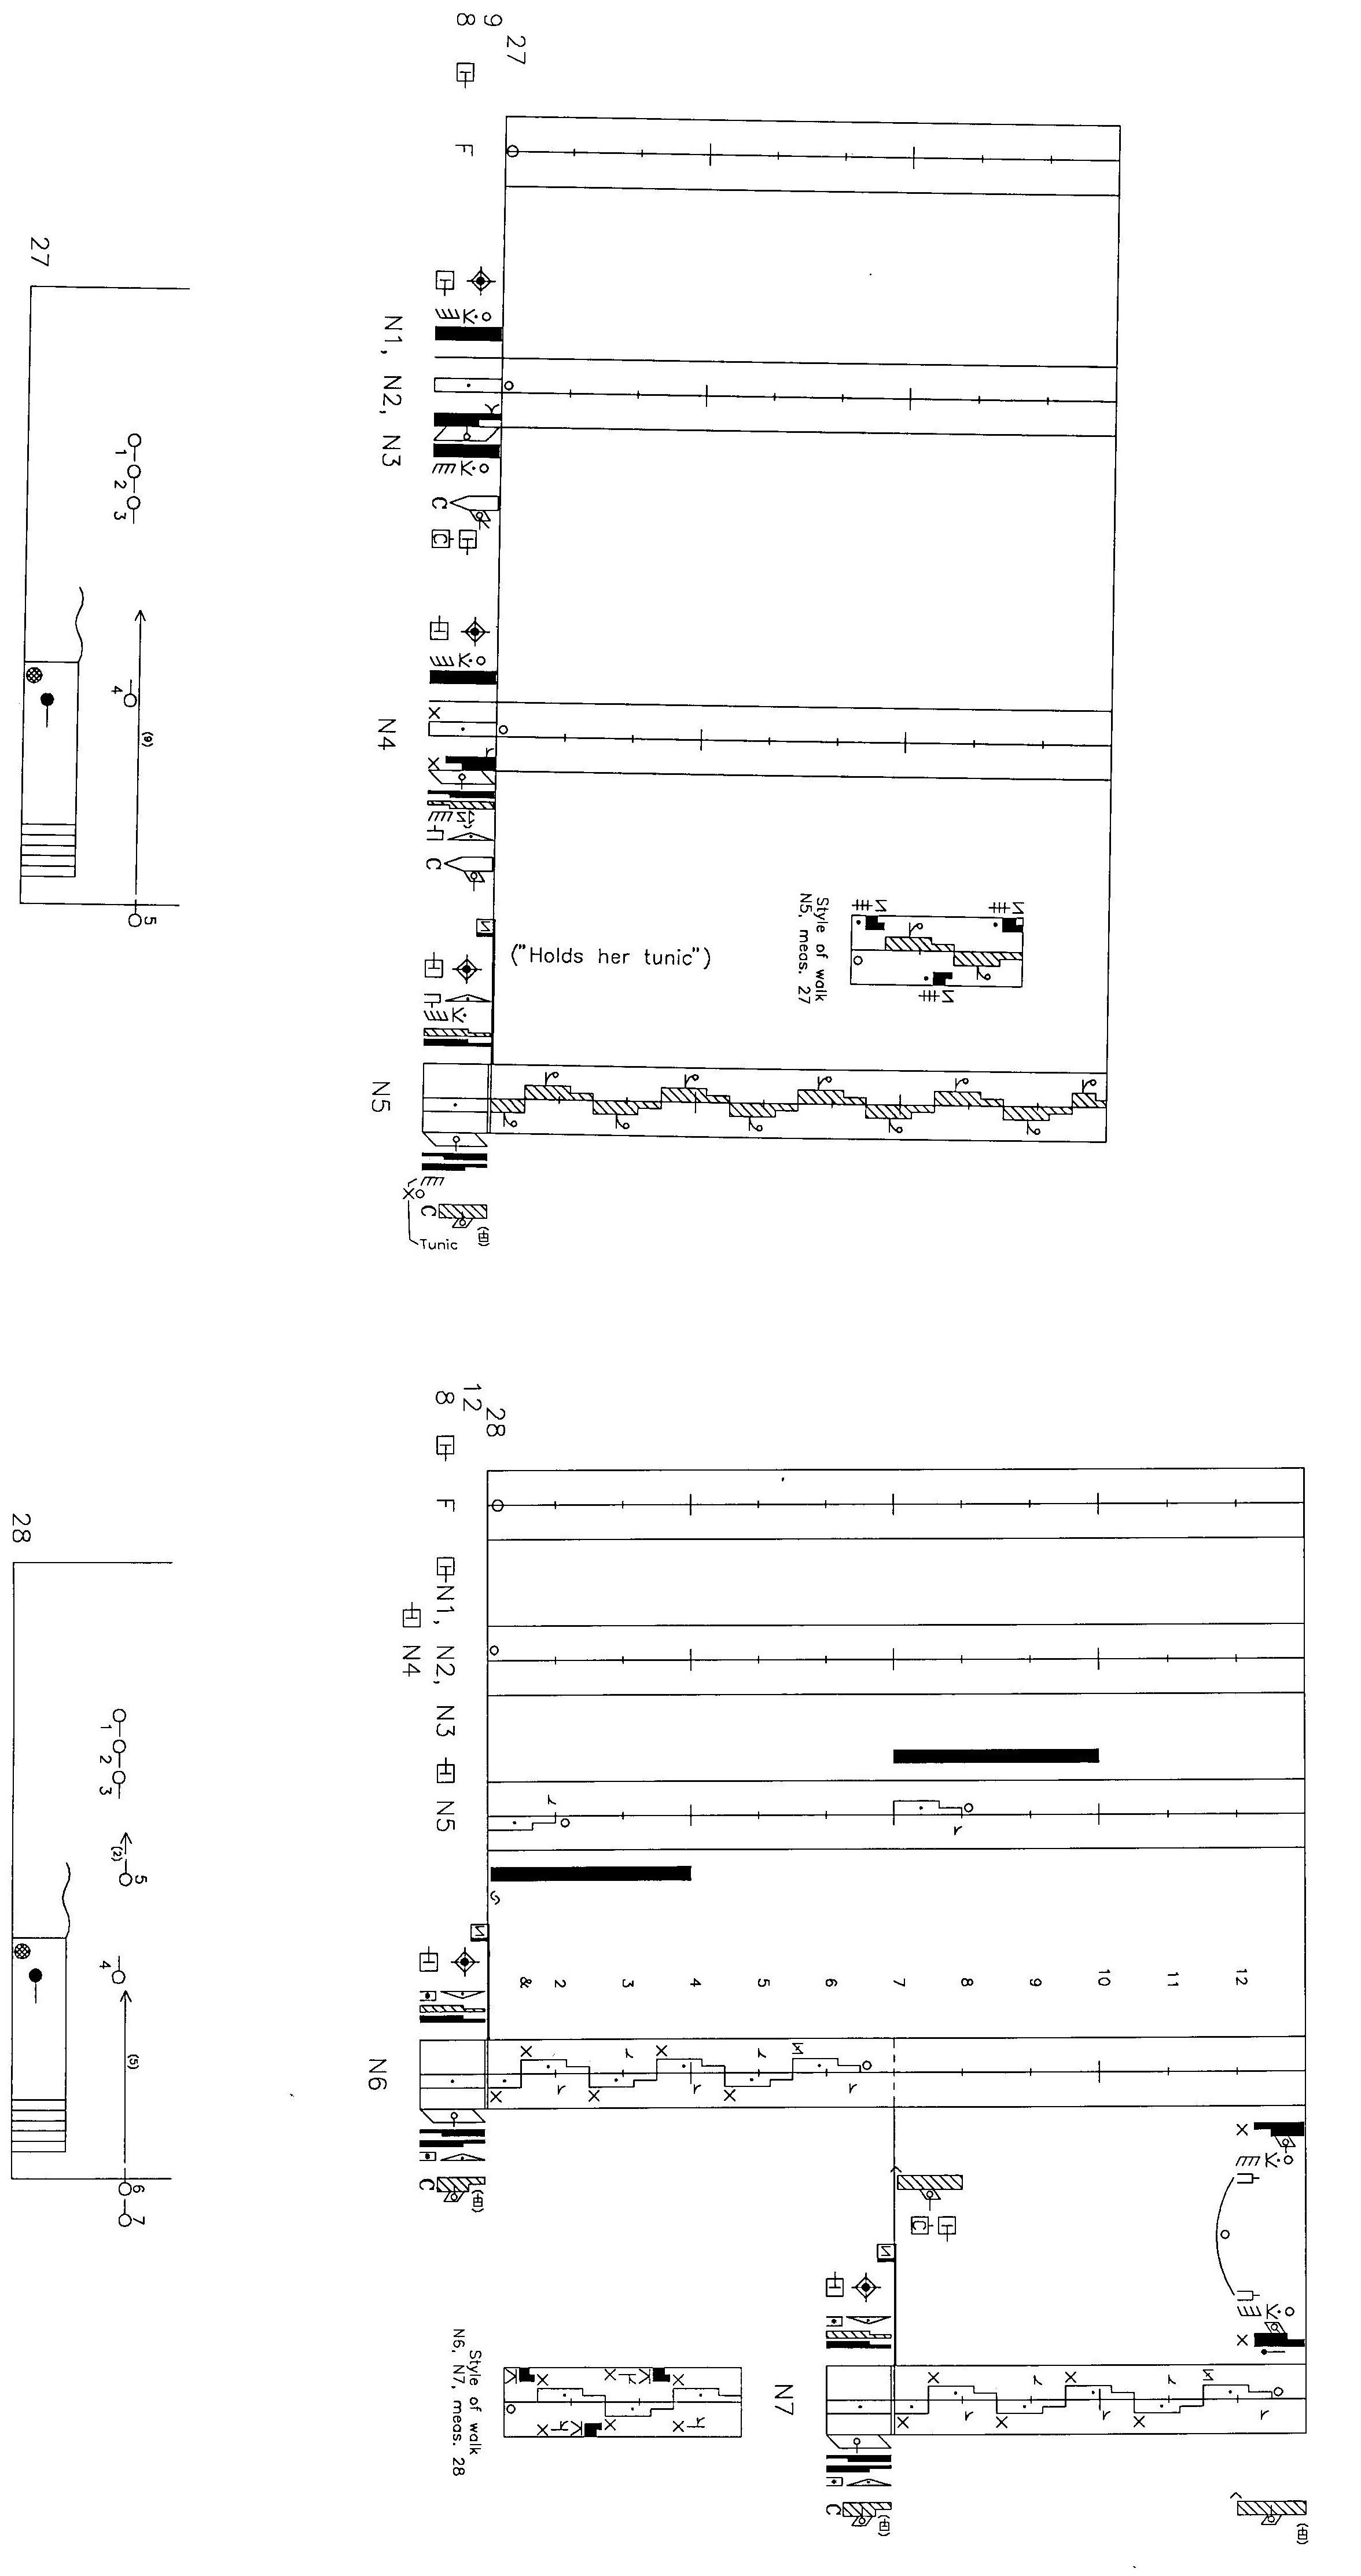 27
9
8
F
N1, N2, N3
N4
N5
("Holds her tunic")
Style of walk
N5, meas. 27
Tunic
C
C
C
C
27
1
2
3
4
5
(9)
28
12
8
F
N1, N2, N3
N4
N5
N6
N7
& 2 3 4 5 6 7 8 9 10 11 12
C
C
C
Style of walk
N6, N7, meas. 28
28
1
2
3
4
5
6
7
(2)
(5)